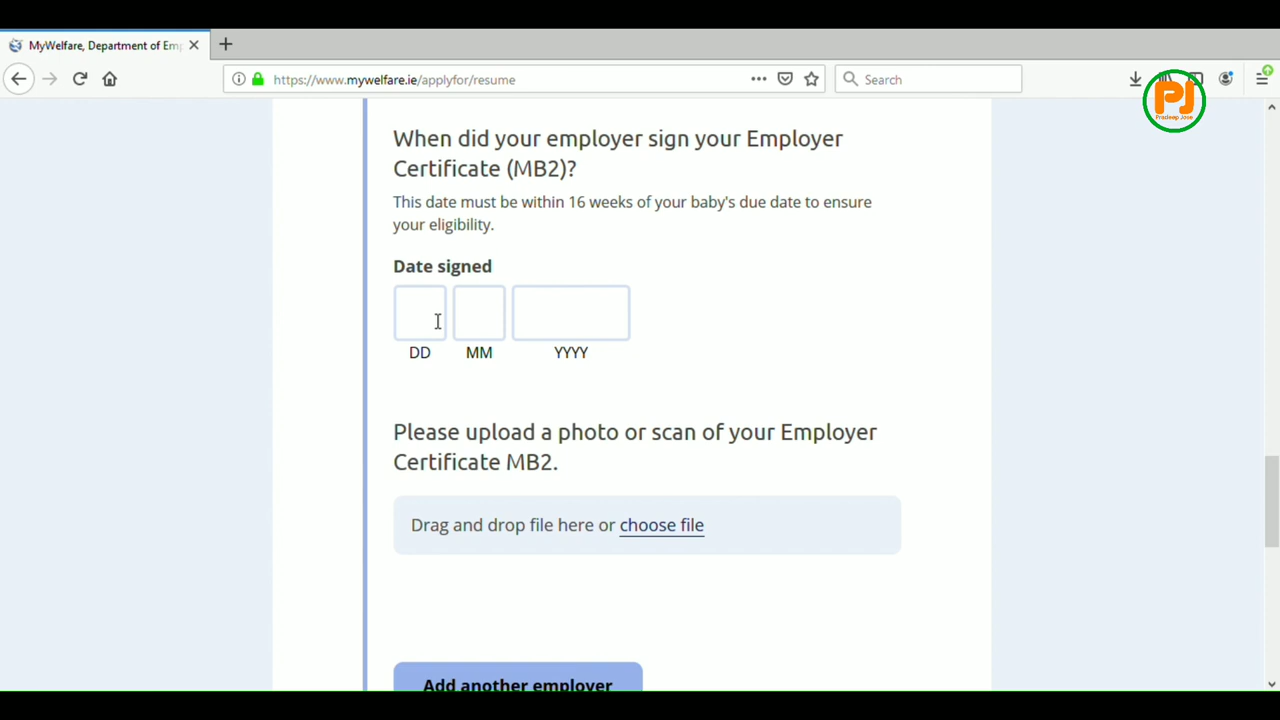 MyWelfare, Department of Em
https://www.mywelfare.ie/applyfor/resume
Search
PJ
Pradeep Jose
When did your employer sign your Employer
Certificate (MB2)?
This date must be within 16 weeks of your baby's due date to ensure
your eligibility.
Date signed
DD
MM
YYYY
Please upload a photo or scan of your Employer
Certificate MB2.
Drag and drop file here or choose file
Add another employer